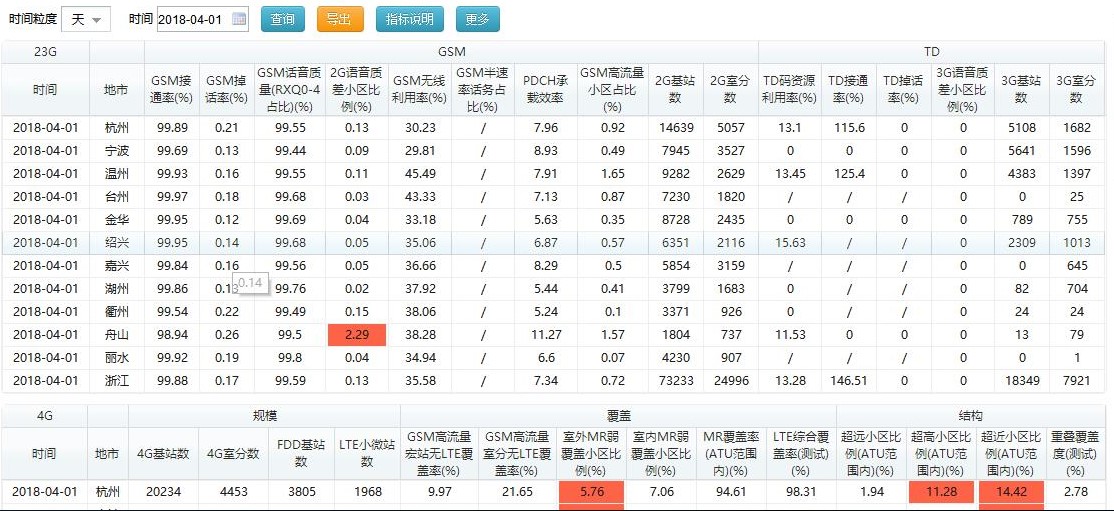 时间粒度 天 时间 2018-04-01 查询 导出 指标说明 更多
23G GSM TD
时间 地市 GSM接通率(%) GSM掉话率(%) GSM话音质量(RXQ0-4占比)(%) 2G语音质差小区比例(%) GSM无线利用率(%) GSM半速率话务占比(%) PDCH承载效率 GSM高流量小区占比(%) 2G基站数 2G室分数 TD码资源利用率(%) TD接通率(%) TD掉话率(%) 3G语音质差小区比例(%) 3G基站数 3G室分数
2018-04-01 杭州 99.89 0.21 99.55 0.13 30.23 / 7.96 0.92 14639 5057 13.1 115.6 0 0 5108 1682
2018-04-01 宁波 99.69 0.13 99.44 0.09 29.81 / 8.93 0.49 7945 3527 0 0 0 0 5641 1596
2018-04-01 温州 99.93 0.16 99.55 0.11 45.49 / 7.91 1.65 9282 2629 13.45 125.4 0 0 4383 1397
2018-04-01 台州 99.97 0.18 99.68 0.03 43.33 / 7.13 0.87 7230 1820 / / / 0 0 25
2018-04-01 金华 99.95 0.12 99.69 0.04 33.18 / 5.63 0.35 8728 2435 0 0 0 0 789 755
2018-04-01 绍兴 99.95 0.14 99.68 0.05 35.06 / 6.87 0.57 6351 2116 15.63 / / 0 2309 1013
2018-04-01 嘉兴 99.84 0.16 99.56 0.05 36.66 / 8.29 0.5 5854 3159 / / / 0 0 645
2018-04-01 湖州 99.86 0.13 99.76 0.02 37.92 / 5.44 0.41 3799 1683 0 / / 0 82 704
0.14
2018-04-01 衢州 99.54 0.22 99.49 0.15 38.06 / 5.24 0.1 3371 926 0 / / 0 24 24
2018-04-01 舟山 98.94 0.26 99.5 2.29 38.28 / 11.27 1.57 1804 737 11.53 0 0 0 13 79
2018-04-01 丽水 99.92 0.19 99.8 0.04 34.94 / 6.6 0.07 4230 907 / / / 0 0 1
2018-04-01 浙江 99.88 0.17 99.59 0.13 35.58 / 7.34 0.72 73233 24996 13.28 146.51 0 0 18349 7921
4G 规模 覆盖 结构
时间 地市 4G基站数 4G室分数 FDD基站数 LTE小微站数 GSM高流量宏站无LTE覆盖率(%) GSM高流量室分无LTE覆盖率(%) 室外MR弱覆盖小区比例(%) 室内MR弱覆盖小区比例(%) MR覆盖率(ATU范围内)(%) LTE综合覆盖率(测试)(%) 超远小区比例(ATU范围内)(%) 超高小区比例(ATU范围内)(%) 超近小区比例(ATU范围内)(%) 重叠覆盖度(测试)(%)
2018-04-01 杭州 20234 4453 3805 1968 9.97 21.65 5.76 7.06 94.61 98.31 1.94 11.28 14.42 2.78